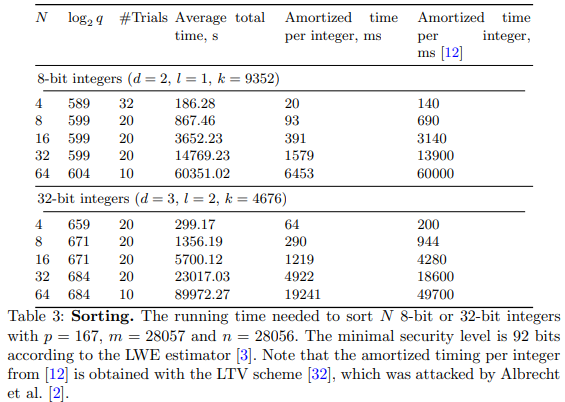 N log₂ q #Trials Average total time, s Amortized time per integer, ms Amortized time per integer, ms [12]
8-bit integers (d = 2, l = 1, k = 9352)
4 589 32 186.28 20 140
8 599 20 867.46 93 690
16 599 20 3652.23 391 3140
32 599 20 14769.23 1579 13900
64 604 10 60351.02 6453 60000
32-bit integers (d = 3, l = 2, k = 4676)
4 659 20 299.17 64 200
8 671 20 1356.19 290 944
16 671 20 5700.12 1219 4280
32 684 20 23017.03 4922 18600
64 684 10 89972.27 19241 49700
Table 3: Sorting. The running time needed to sort N 8-bit or 32-bit integers
with p = 167, m = 28057 and n = 28056. The minimal security level is 92 bits
according to the LWE estimator [3]. Note that the amortized timing per integer
from [12] is obtained with the LTV scheme [32], which was attacked by Albrecht
et al. [2].